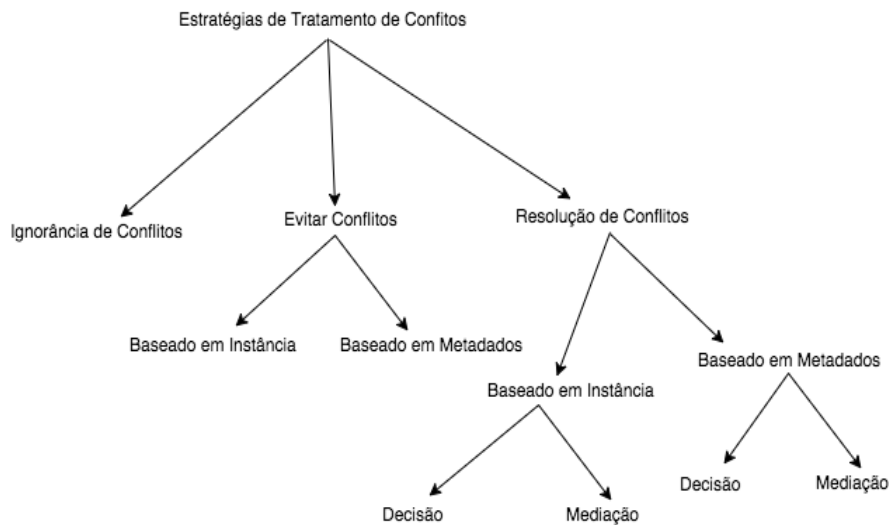 Estratégias de Tratamento de Confitos
Ignorância de Conflitos
Evitar Conflitos
Resolução de Conflitos
Baseado em Instância
Baseado em Metadados
Baseado em Instância
Baseado em Metadados
Decisão
Mediação
Decisão
Mediação